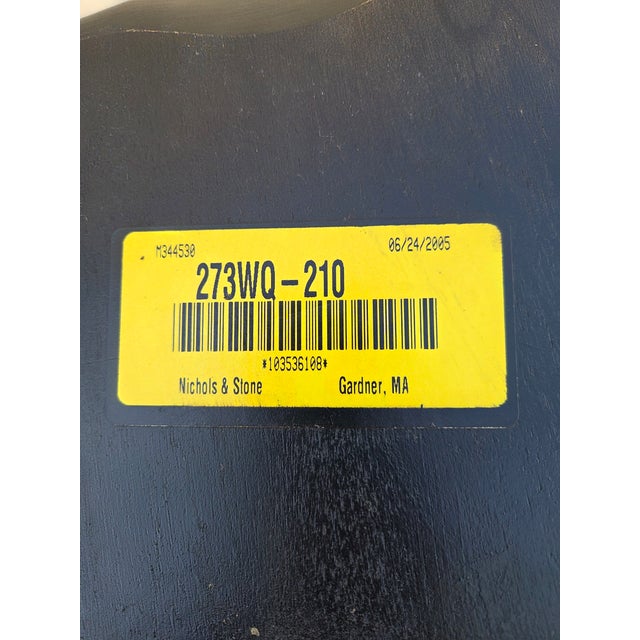 M344530 06/24/2005
273WQ-210
*103536108*
Nichols & Stone Gardner, MA